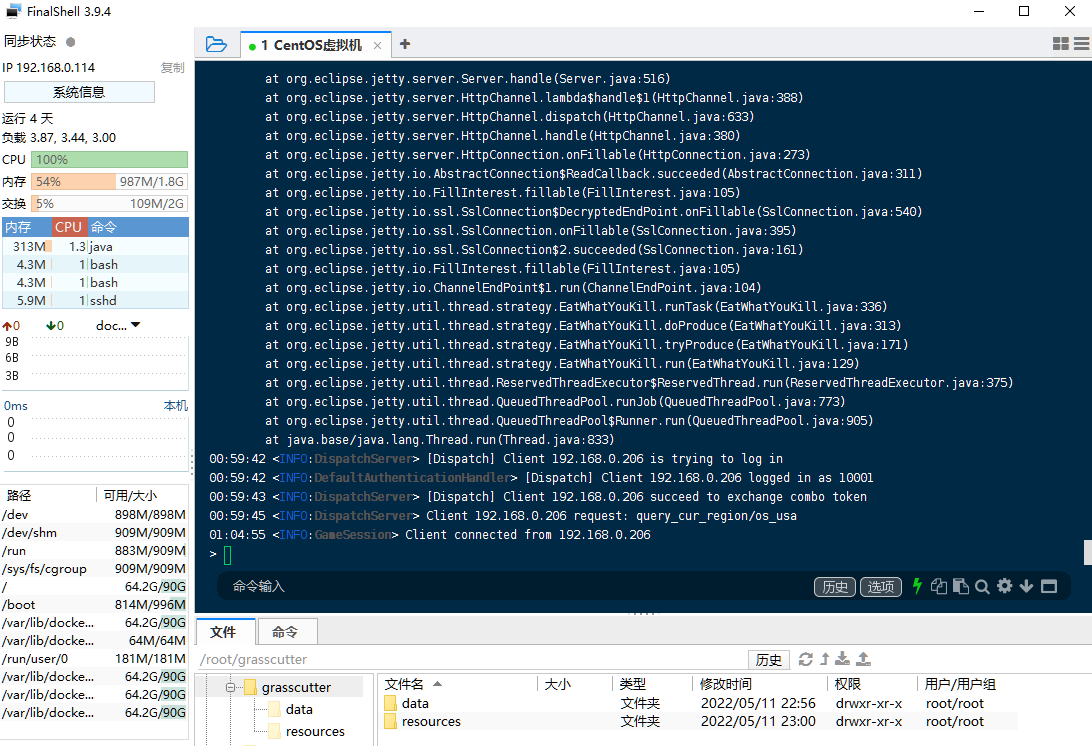 FinalShell 3.9.4
同步状态
IP 192.168.0.114 复制
系统信息
运行 4 天
负载 3.87, 3.44, 3.00
CPU 100%
内存 54% 987M/1.8G
交换 5% 109M/2G
内存 CPU 命令
313M 1.3 java
4.3M 1 bash
4.3M 1 bash
5.9M 1 sshd
0 0 doc...
9B
6B
3B
0ms 本机
0
0
0
路径 可用/大小
/dev 898M/898M
/dev/shm 909M/909M
/run 883M/909M
/sys/fs/cgroup 909M/909M
/ 64.2G/90G
/boot 814M/996M
/var/lib/docke... 64.2G/90G
/var/lib/docke... 64M/64M
/run/user/0 181M/181M
/var/lib/docke... 64.2G/90G
/var/lib/docke... 64.2G/90G
/var/lib/docke... 64.2G/90G
1 CentOS虚拟机
at org.eclipse.jetty.server.Server.handle(Server.java:516)
at org.eclipse.jetty.server.HttpChannel.lambda$handle$1(HttpChannel.java:388)
at org.eclipse.jetty.server.HttpChannel.dispatch(HttpChannel.java:633)
at org.eclipse.jetty.server.HttpChannel.handle(HttpChannel.java:380)
at org.eclipse.jetty.server.HttpConnection.onFillable(HttpConnection.java:273)
at org.eclipse.jetty.io.AbstractConnection$ReadCallback.succeeded(AbstractConnection.java:311)
at org.eclipse.jetty.io.FillInterest.fillable(FillInterest.java:105)
at org.eclipse.jetty.io.ssl.SslConnection$DecryptedEndPoint.onFillable(SslConnection.java:540)
at org.eclipse.jetty.io.ssl.SslConnection.onFillable(SslConnection.java:395)
at org.eclipse.jetty.io.ssl.SslConnection$2.succeeded(SslConnection.java:161)
at org.eclipse.jetty.io.FillInterest.fillable(FillInterest.java:105)
at org.eclipse.jetty.io.ChannelEndPoint$1.run(ChannelEndPoint.java:104)
at org.eclipse.jetty.util.thread.strategy.EatWhatYouKill.runTask(EatWhatYouKill.java:336)
at org.eclipse.jetty.util.thread.strategy.EatWhatYouKill.doProduce(EatWhatYouKill.java:313)
at org.eclipse.jetty.util.thread.strategy.EatWhatYouKill.tryProduce(EatWhatYouKill.java:171)
at org.eclipse.jetty.util.thread.strategy.EatWhatYouKill.run(EatWhatYouKill.java:129)
at org.eclipse.jetty.util.thread.ReservedThreadExecutor$ReservedThread.run(ReservedThreadExecutor.java:375)
at org.eclipse.jetty.util.thread.QueuedThreadPool.runJob(QueuedThreadPool.java:773)
at org.eclipse.jetty.util.thread.QueuedThreadPool$Runner.run(QueuedThreadPool.java:905)
at java.base/java.lang.Thread.run(Thread.java:833)
00:59:42 <INFO:DispatchServer> [Dispatch] Client 192.168.0.206 is trying to log in
00:59:42 <INFO:DefaultAuthenticationHandler> [Dispatch] Client 192.168.0.206 logged in as 10001
00:59:43 <INFO:DispatchServer> [Dispatch] Client 192.168.0.206 succeed to exchange combo token
00:59:45 <INFO:DispatchServer> Client 192.168.0.206 request: query_cur_region/os_usa
01:04:55 <INFO:GameSession> Client connected from 192.168.0.206
>
命令输入 历史 选项
文件 命令
/root/grasscutter 历史
grasscutter
data
resources
文件名 大小 类型 修改时间 权限 用户/用户组
data 文件夹 2022/05/11 22:56 drwxr-xr-x root/root
resources 文件夹 2022/05/11 23:00 drwxr-xr-x root/root